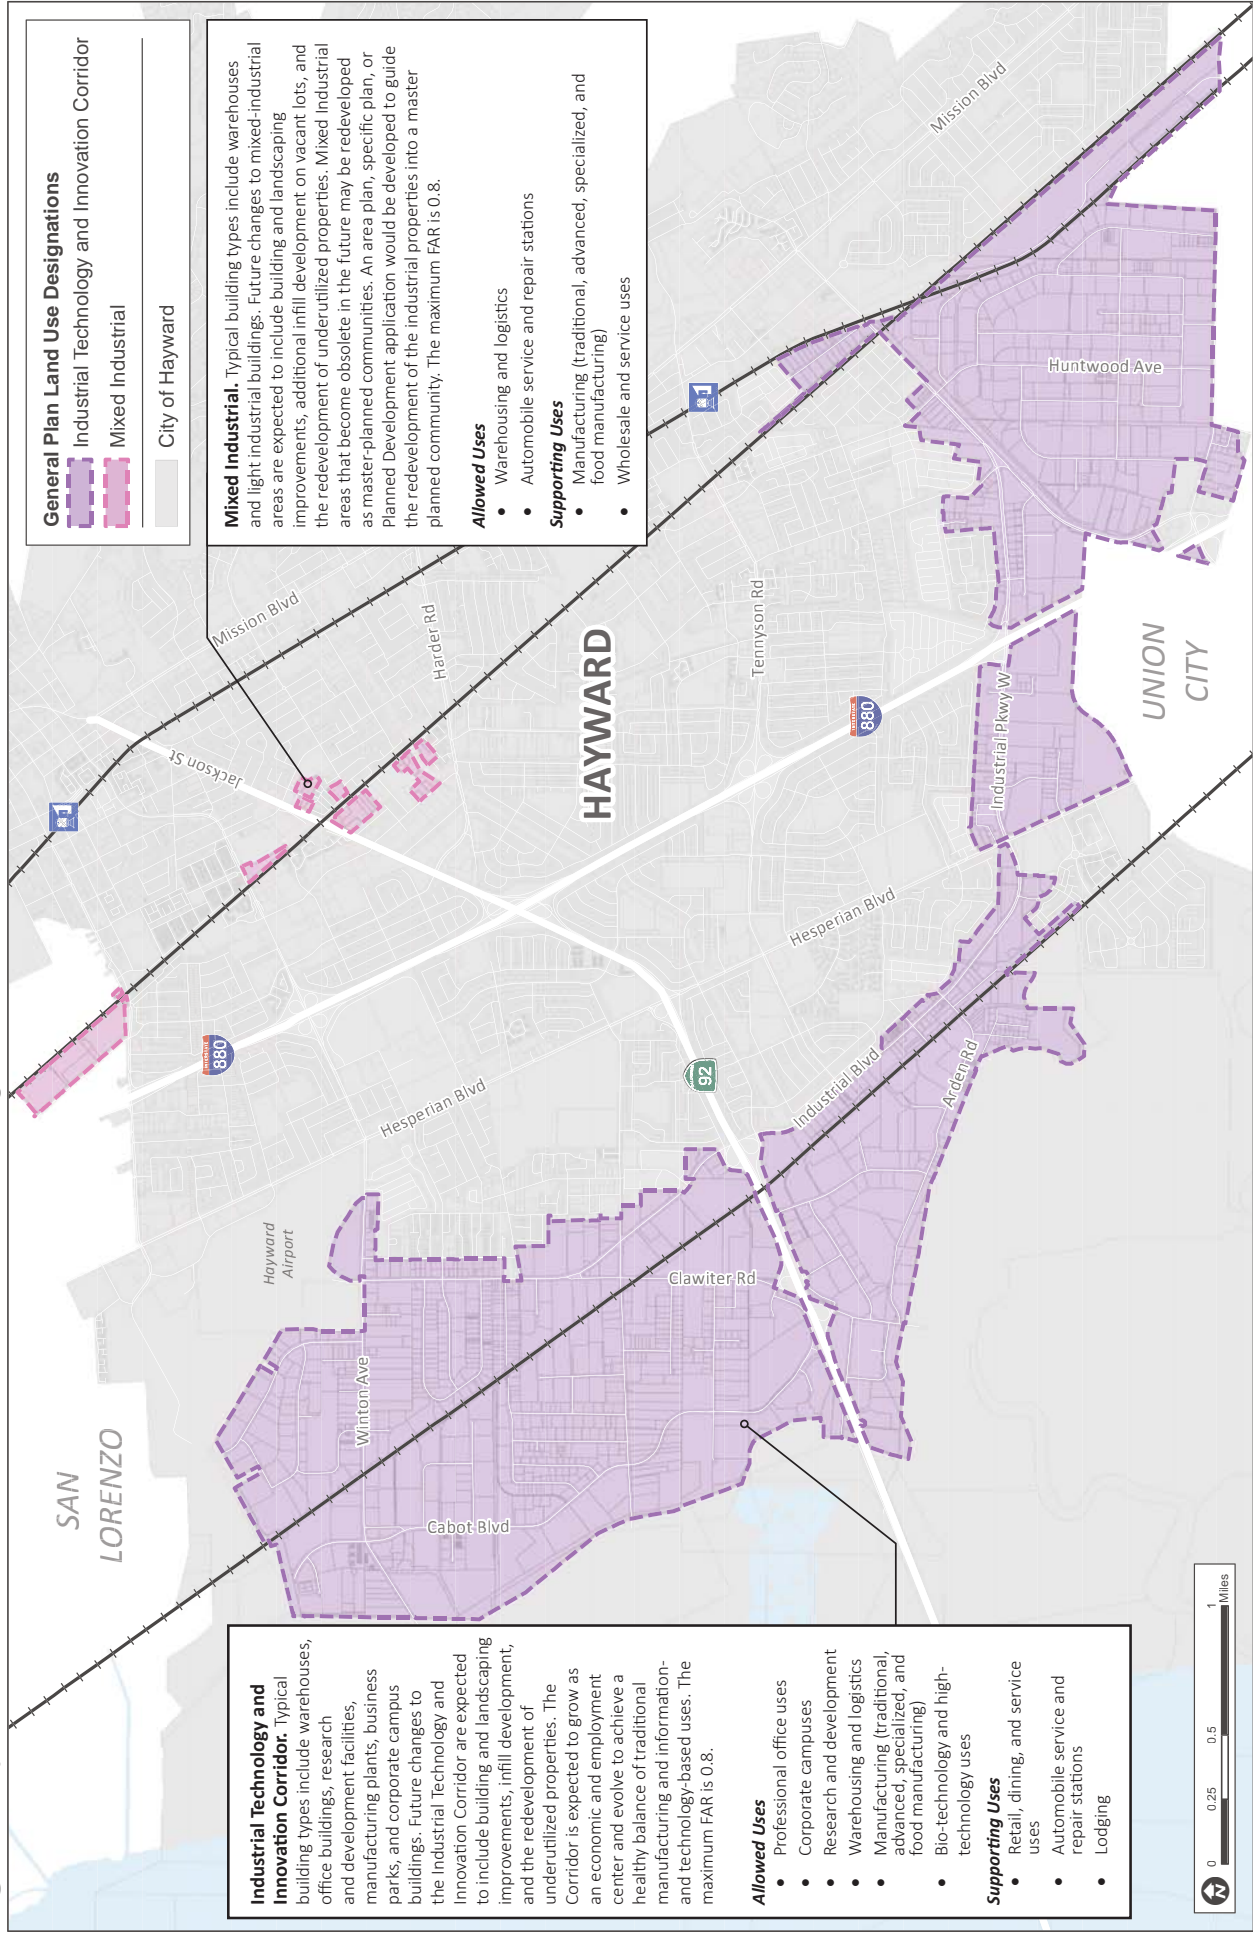 General Plan Land Use Designations
Industrial Technology and Innovation Corridor
Mixed Industrial
City of Hayward
Mixed Industrial. Typical building types include warehouses
and light industrial buildings. Future changes to mixed-industrial
areas are expected to include building and landscaping
improvements, additional infill development on vacant lots, and
the redevelopment of underutilized properties. Mixed Industrial
areas that become obsolete in the future may be redeveloped
as master-planned communities. An area plan, specific plan, or
Planned Development application would be developed to guide
the redevelopment of the industrial properties into a master
planned community. The maximum FAR is 0.8.
Allowed Uses
• Warehousing and logistics
• Automobile service and repair stations
Supporting Uses
• Manufacturing (traditional, advanced, specialized, and
food manufacturing)
• Wholesale and service uses
Industrial Technology and
Innovation Corridor. Typical
building types include warehouses,
office buildings, research
and development facilities,
manufacturing plants, business
parks, and corporate campus
buildings. Future changes to
the Industrial Technology and
Innovation Corridor are expected
to include building and landscaping
improvements, infill development,
and the redevelopment of
underutilized properties. The
Corridor is expected to grow as
an economic and employment
center and evolve to achieve a
healthy balance of traditional
manufacturing and information-
and technology-based uses. The
maximum FAR is 0.8.
Allowed Uses
• Professional office uses
• Corporate campuses
• Research and development
• Warehousing and logistics
• Manufacturing (traditional,
advanced, specialized, and
food manufacturing)
• Bio-technology and high-
technology uses
Supporting Uses
• Retail, dining, and service
uses
• Automobile service and
repair stations
• Lodging
SAN
LORENZO
Hayward
Airport
Winton Ave
Cabot Blvd
Clawiter Rd
Hesperian Blvd
880
Jackson St
Mission Blvd
Harder Rd
HAYWARD
92
Industrial Blvd
Arden Rd
Hesperian Blvd
Tennyson Rd
880
Industrial Pkwy W
Huntwood Ave
Mission Blvd
UNION
CITY
N
0 0.25 0.5 1
Miles